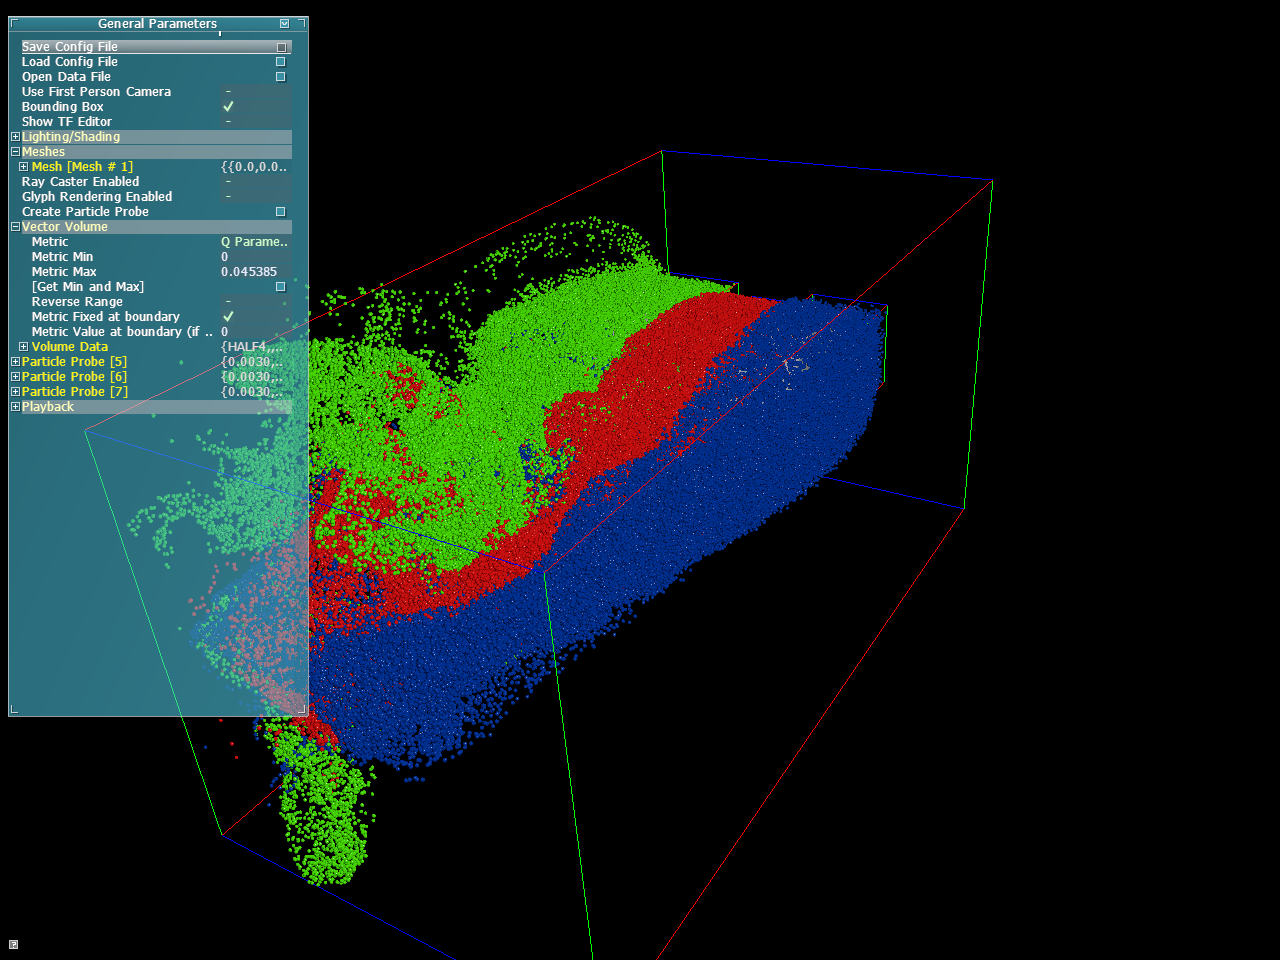 General Parameters
Save Config File
Load Config File
Open Data File
Use First Person Camera -
Bounding Box
Show TF Editor -
Lighting/Shading
Meshes
Mesh [Mesh # 1] {{0.0,0.0..
Ray Caster Enabled -
Glyph Rendering Enabled -
Create Particle Probe
Vector Volume
Metric Q Parame..
Metric Min 0
Metric Max 0.045385
[Get Min and Max]
Reverse Range -
Metric Fixed at boundary
Metric Value at boundary (if .. 0
Volume Data {HALF4,,..
Particle Probe [5] {0.0030,..
Particle Probe [6] {0.0030,..
Particle Probe [7] {0.0030,..
Playback
?